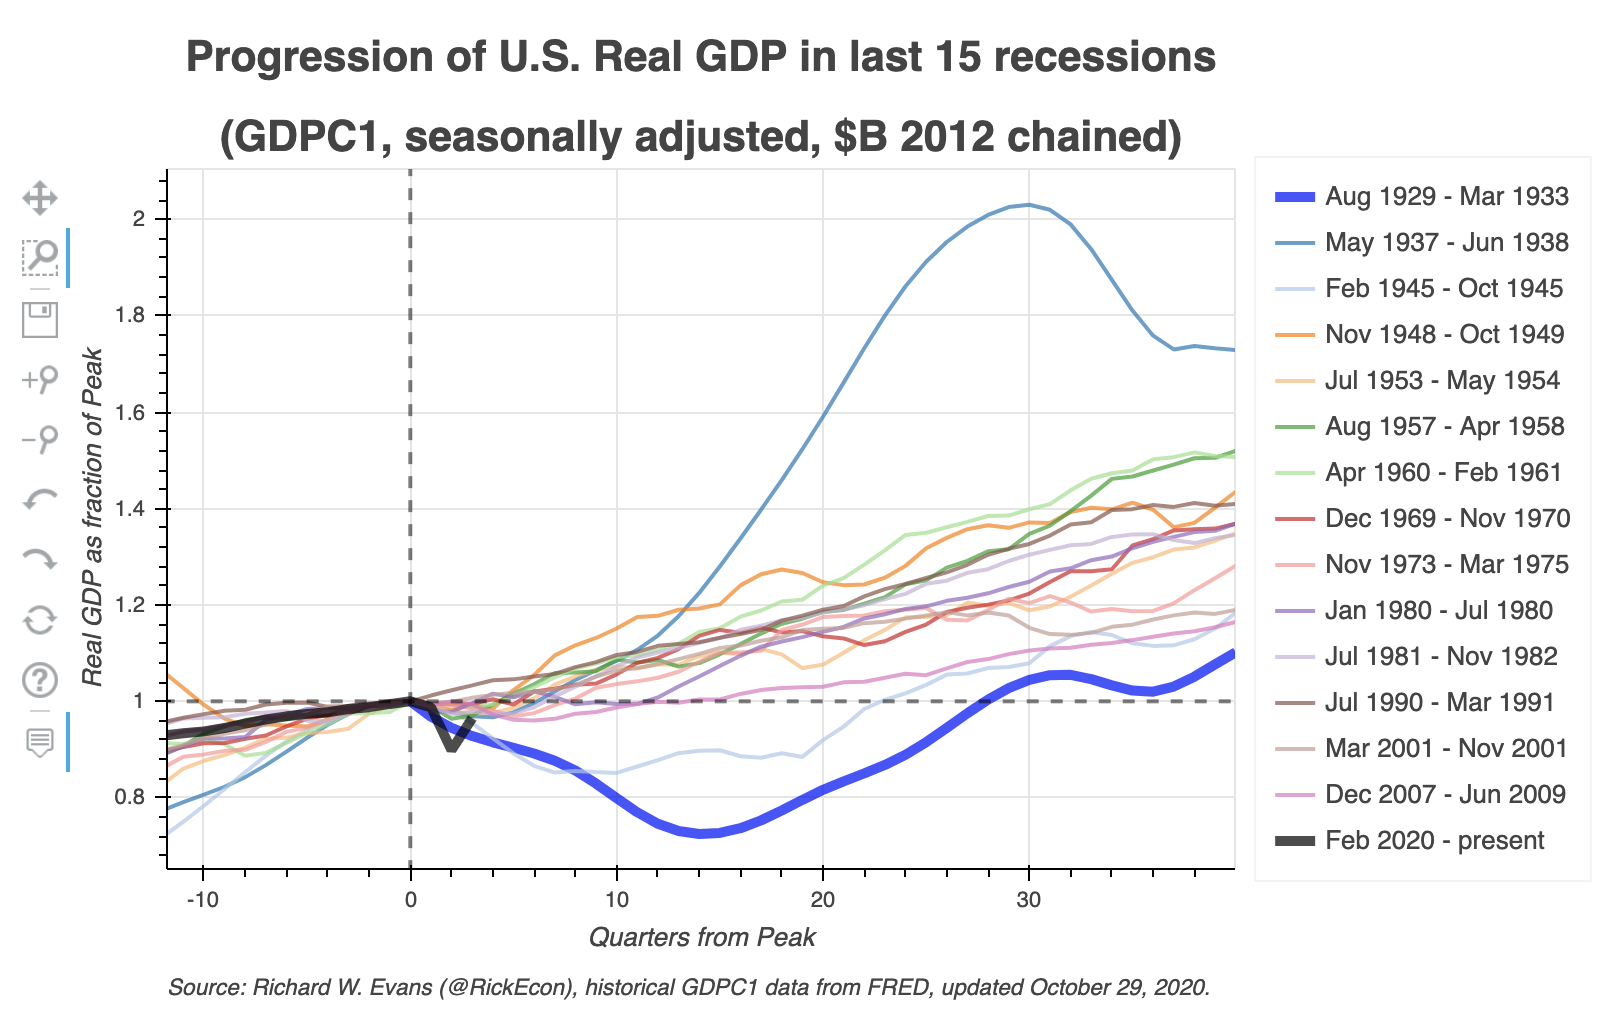 Progression of U.S. Real GDP in last 15 recessions
(GDPC1, seasonally adjusted, $B 2012 chained)
Real GDP as fraction of Peak
2
1.8
1.6
1.4
1.2
1
0.8
-10
0
10
20
30
Quarters from Peak
Aug 1929 - Mar 1933
May 1937 - Jun 1938
Feb 1945 - Oct 1945
Nov 1948 - Oct 1949
Jul 1953 - May 1954
Aug 1957 - Apr 1958
Apr 1960 - Feb 1961
Dec 1969 - Nov 1970
Nov 1973 - Mar 1975
Jan 1980 - Jul 1980
Jul 1981 - Nov 1982
Jul 1990 - Mar 1991
Mar 2001 - Nov 2001
Dec 2007 - Jun 2009
Feb 2020 - present
Source: Richard W. Evans (@RickEcon), historical GDPC1 data from FRED, updated October 29, 2020.